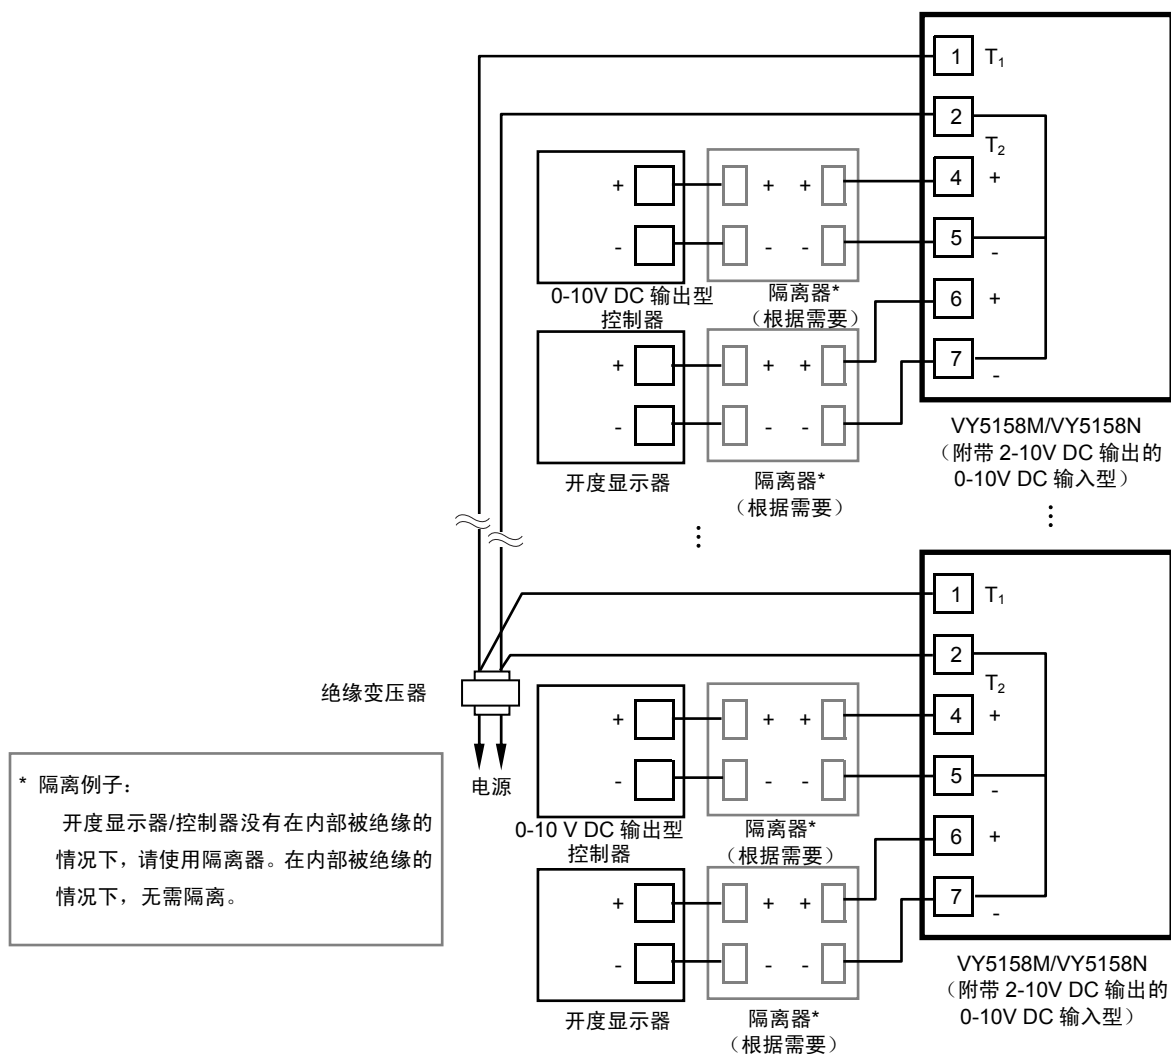 1 T₁
2
T₂
+ + + 4 +
- - - 5 -
0-10V DC 输出型
控制器
隔离器*
（根据需要）
6 +
+ + +
7 -
- - -
开度显示器
隔离器*
（根据需要）
VY5158M/VY5158N
（附带 2-10V DC 输出的
0-10V DC 输入型）
⋮
⋮
1 T₁
2
T₂
绝缘变压器
电源
+ + + 4 +
- - - 5 -
0-10 V DC 输出型
控制器
隔离器*
（根据需要）
6 +
+ + +
7 -
- - -
开度显示器
隔离器*
（根据需要）
VY5158M/VY5158N
（附带 2-10V DC 输出的
0-10V DC 输入型）
* 隔离例子：
开度显示器/控制器没有在内部被绝缘的
情况下，请使用隔离器。在内部被绝缘的
情况下，无需隔离。